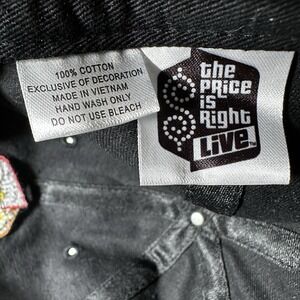 100% COTTON
EXCLUSIVE OF DECORATION
MADE IN VIETNAM
HAND WASH ONLY
DO NOT USE BLEACH
$
the
PRice
is
Right
Live™